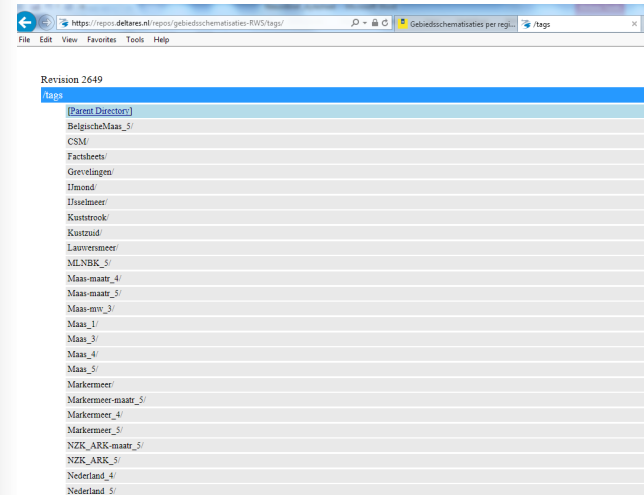 https://repos.deltares.nl/repos/gebiedsschematisaties-RWS/tags/
Gebiedsschematisaties per regi...
/tags
File Edit View Favorites Tools Help
Revision 2649
/tags
[Parent Directory]
BelgischeMaas_5/
CSM/
Factsheets/
Grevelingen/
IJmond/
IJsselmeer/
Kuststrook/
Kustzuid/
Lauwersmeer/
MLNBK_5/
Maas-maatr_4/
Maas-maatr_5/
Maas-mw_3/
Maas_1/
Maas_3/
Maas_4/
Maas_5/
Markermeer/
Markermeer-maatr_5/
Markermeer_4/
Markermeer_5/
NZK_ARK-maatr_5/
NZK_ARK_5/
Nederland_4/
Nederland_5/